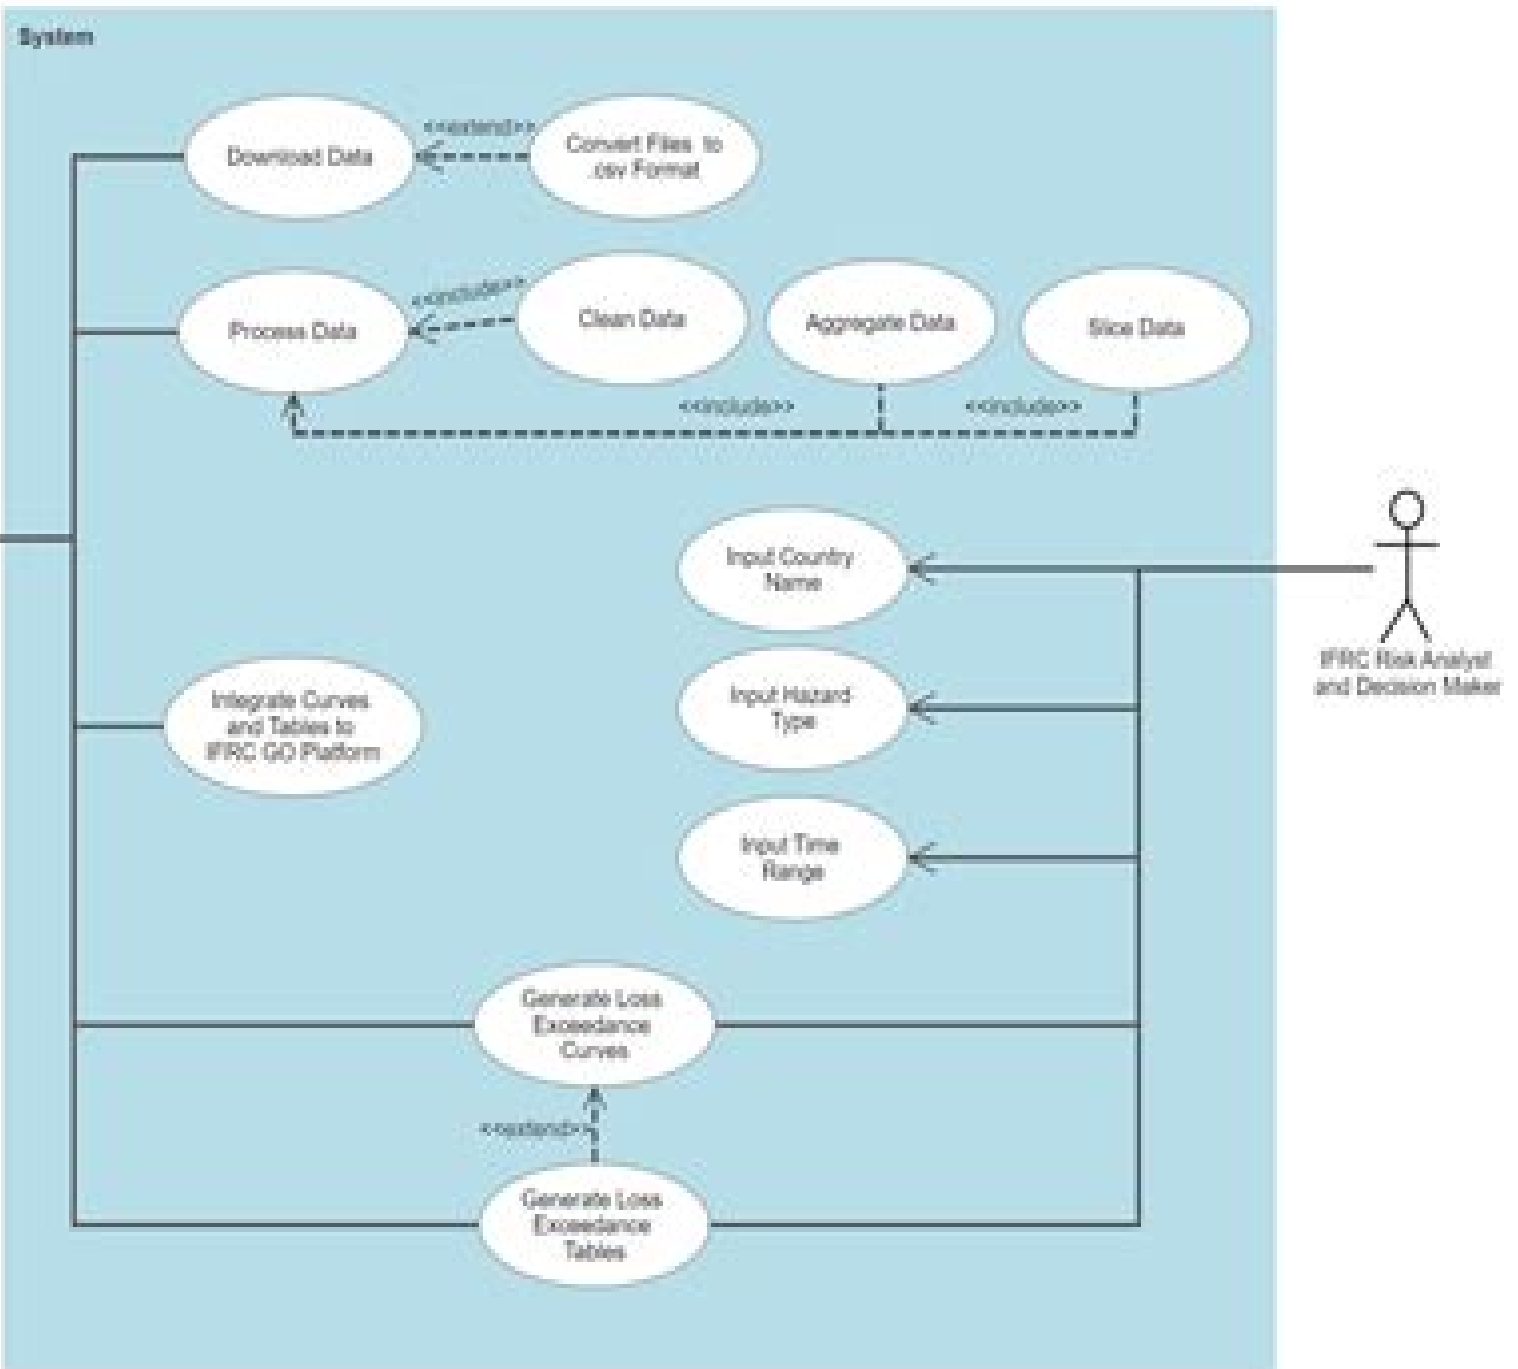 System
Download Data
<<extend>>
Convert Files to
.csv Format
Process Data
<<include>>
Clean Data
Aggregate Data
Slice Data
<<include>>
<<include>>
Input Country
Name
IFRC Risk Analyst
and Decision Maker
Input Hazard
Type
Integrate Curves
and Tables to
IFRC GO Platform
Input Time
Range
Generate Loss
Exceedance
Curves
<<extend>>
Generate Loss
Exceedance
Tables